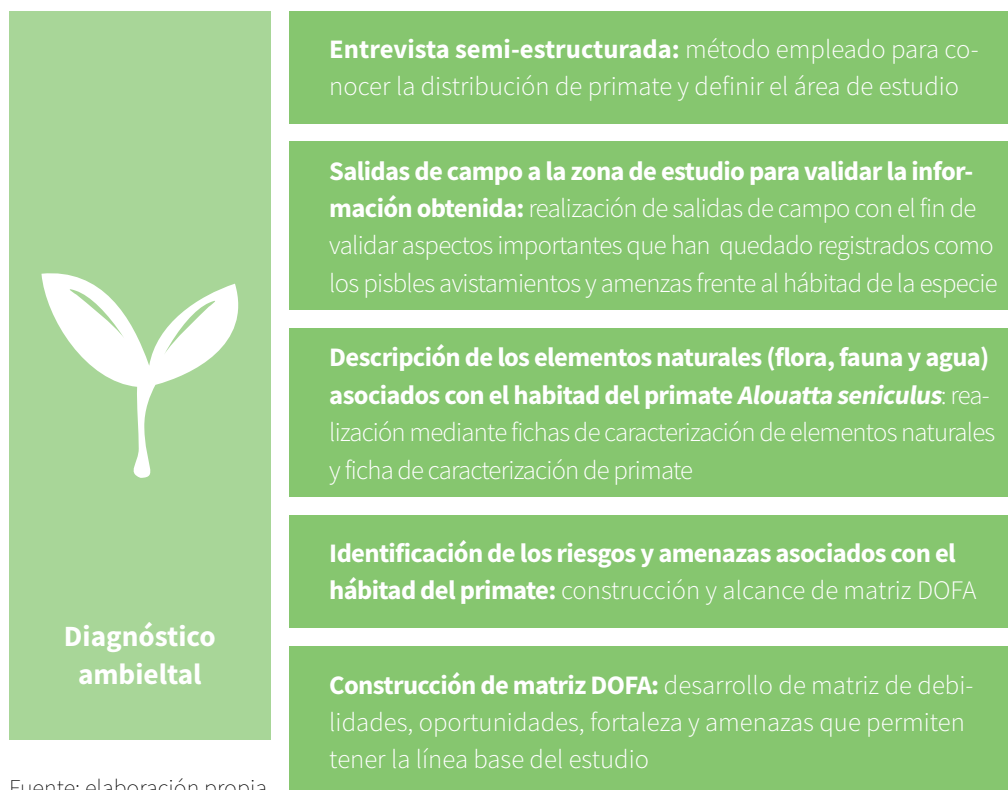 Diagnóstico
ambieltal
Entrevista semi-estructurada: método empleado para co-
nocer la distribución de primate y definir el área de estudio
Salidas de campo a la zona de estudio para validar la infor-
mación obtenida: realización de salidas de campo con el fin de
validar aspectos importantes que han quedado registrados como
los pisbles avistamientos y amenzas frente al hábitad de la especie
Descripción de los elementos naturales (flora, fauna y agua)
asociados con el habitad del primate Alouatta seniculus: rea-
lización mediante fichas de caracterización de elementos naturales
y ficha de caracterización de primate
Identificación de los riesgos y amenazas asociados con el
hábitad del primate: construcción y alcance de matriz DOFA
Construcción de matriz DOFA: desarrollo de matriz de debi-
lidades, oportunidades, fortaleza y amenazas que permiten
tener la línea base del estudio
Fuente: elaboración propia